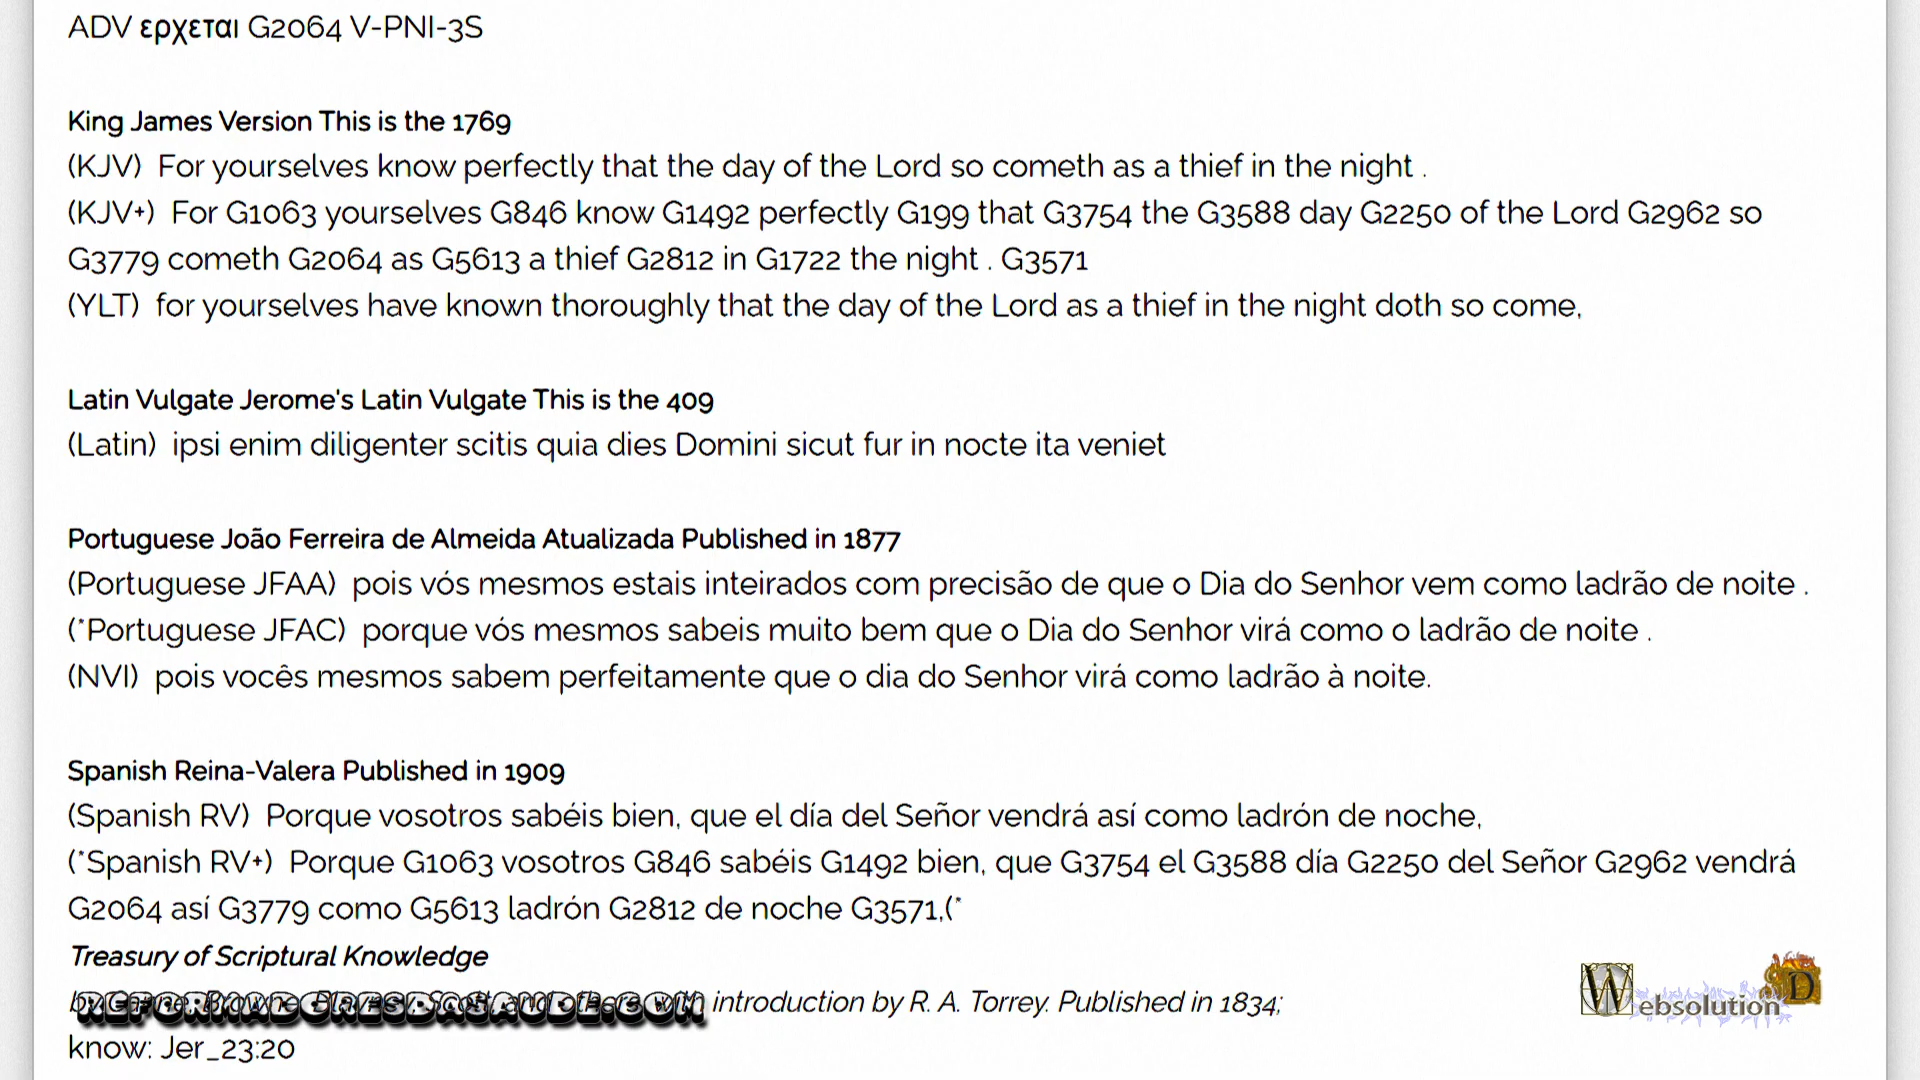 ADV ερχεται G2064 V-PNI-3S
King James Version This is the 1769
(KJV) For yourselves know perfectly that the day of the Lord so cometh as a thief in the night .
(KJV+) For G1063 yourselves G846 know G1492 perfectly G199 that G3754 the G3588 day G2250 of the Lord G2962 so
G3779 cometh G2064 as G5613 a thief G2812 in G1722 the night . G3571
(YLT) for yourselves have known thoroughly that the day of the Lord as a thief in the night doth so come,
Latin Vulgate Jerome's Latin Vulgate This is the 409
(Latin) ipsi enim diligenter scitis quia dies Domini sicut fur in nocte ita veniet
Portuguese João Ferreira de Almeida Atualizada Published in 1877
(Portuguese JFAA) pois vós mesmos estais inteirados com precisão de que o Dia do Senhor vem como ladrão de noite .
(*Portuguese JFAC) porque vós mesmos sabeis muito bem que o Dia do Senhor virá como o ladrão de noite .
(NVI) pois vocês mesmos sabem perfeitamente que o dia do Senhor virá como ladrão à noite.
Spanish Reina-Valera Published in 1909
(Spanish RV) Porque vosotros sabéis bien, que el día del Señor vendrá así como ladrón de noche,
(*Spanish RV+) Porque G1063 vosotros G846 sabéis G1492 bien, que G3754 el G3588 día G2250 del Señor G2962 vendrá
G2064 así G3779 como G5613 ladrón G2812 de noche G3571,(*
Treasury of Scriptural Knowledge
by Canne, Browne, Blayney, Scott, and others, with introduction by R. A. Torrey. Published in 1834;
REFORMADORESDASAUDE.COM
Websolution D
know: Jer_23:20